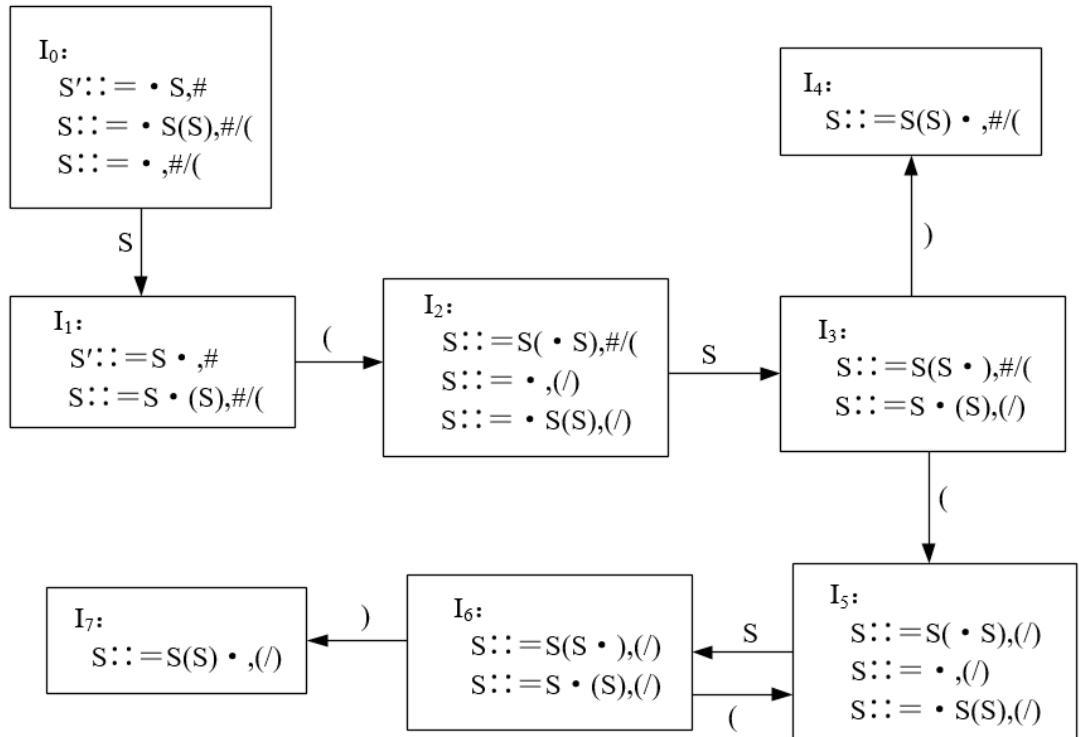 I₀：
S′∷＝・S,#
S∷＝・S(S),#/(
S∷＝・,#/(
S
I₁：
S′∷＝S・,#
S∷＝S・(S),#/(
(
I₂：
S∷＝S(・S),#/(
S∷＝・,(/)
S∷＝・S(S),(/)
S
I₃：
S∷＝S(S・),#/(
S∷＝S・(S),(/)
)
I₄：
S∷＝S(S)・,#/(
(
I₅：
S∷＝S(・S),(/)
S∷＝・,(/)
S∷＝・S(S),(/)
S
(
I₆：
S∷＝S(S・),(/)
S∷＝S・(S),(/)
)
I₇：
S∷＝S(S)・,(/)